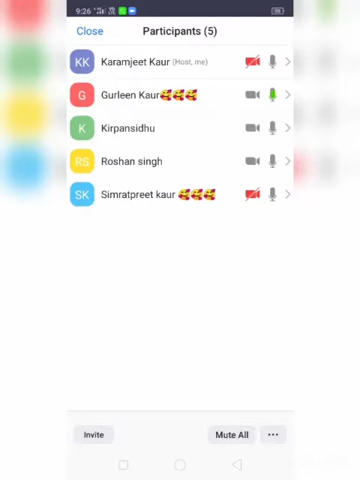 9:26
Close Participants (5)
KK Karamjeet Kaur (Host, me)
G Gurleen Kaur🥰🥰🥰
K Kirpansidhu
RS Roshan singh
SK Simratpreet kaur 🥰🥰🥰
Invite Mute All ...